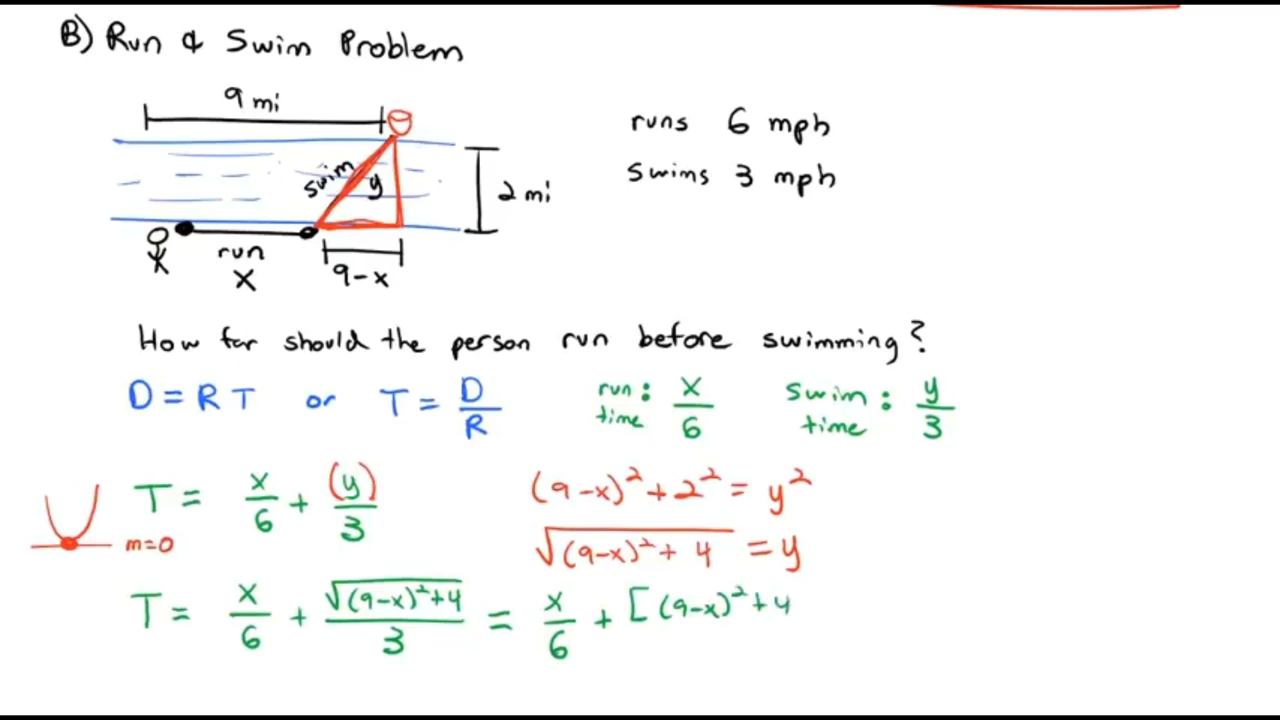 B) Run & Swim Problem
9 mi
runs 6 mph
swim
y
swims 3 mph
2 mi
run
x
9-x
How far should the person run before swimming?
D = R T or T = D/R
run time: x/6 swim time: y/3
T = x/6 + (y)/3
(9-x)² + 2² = y²
m=0
√((9-x)² + 4) = y
T = x/6 + √((9-x)²+4)/3 = x/6 + [(9-x)² + 4